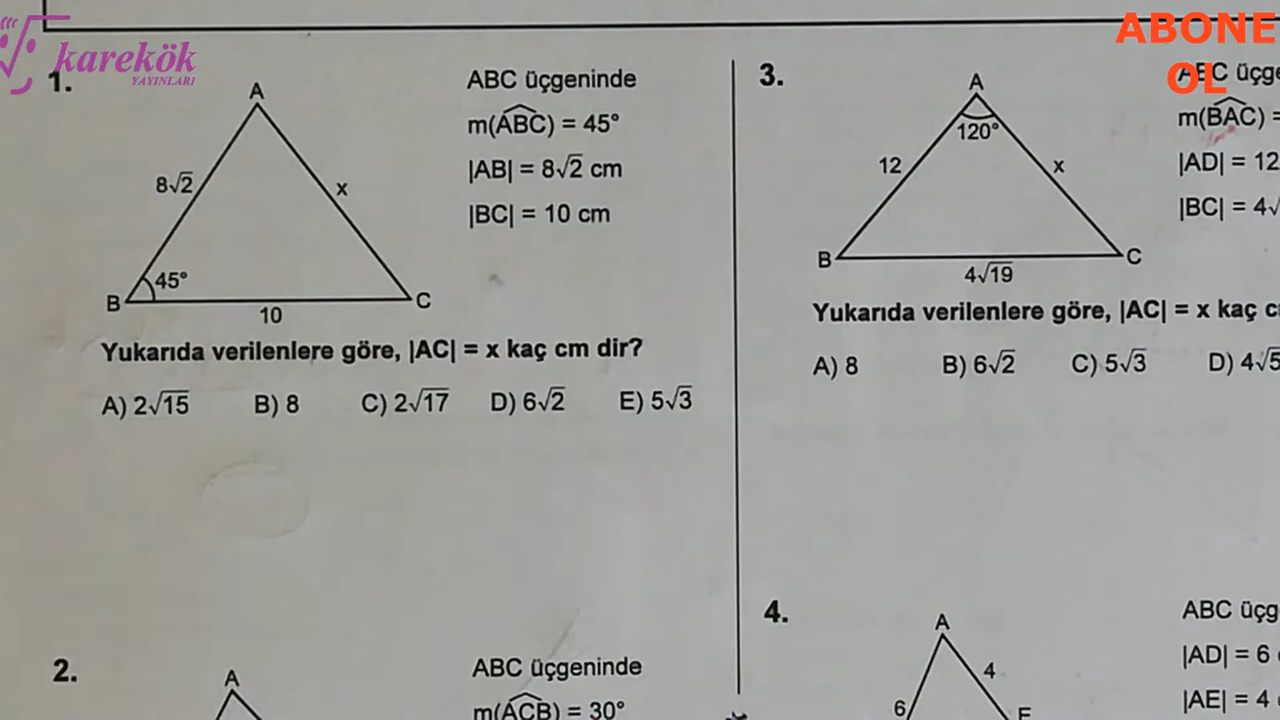 karekök
YAYINLARI
ABONE
OL
1.
A
8√2
x
B
45°
10
C
ABC üçgeninde
m(ABC) = 45°
|AB| = 8√2 cm
|BC| = 10 cm
Yukarıda verilenlere göre, |AC| = x kaç cm dir?
A) 2√15 B) 8 C) 2√17 D) 6√2 E) 5√3
2.
A
ABC üçgeninde
m(ACB) = 30°
3.
A
120°
12
x
B
4√19
C
ABC üçge
m(BAC) =
|AD| = 12
|BC| = 4√
Yukarıda verilenlere göre, |AC| = x kaç c
A) 8 B) 6√2 C) 5√3 D) 4√5
4.
A
4
6
E
ABC üçg
|AD| = 6
|AE| = 4